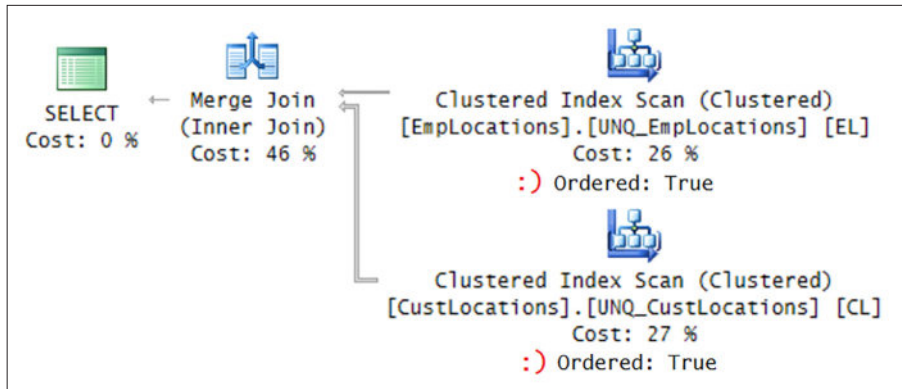 SELECT
Cost: 0 %
Merge Join
(Inner Join)
Cost: 46 %
Clustered Index Scan (Clustered)
[EmpLocations].[UNQ_EmpLocations] [EL]
Cost: 26 %
:) Ordered: True
Clustered Index Scan (Clustered)
[CustLocations].[UNQ_CustLocations] [CL]
Cost: 27 %
:) Ordered: True